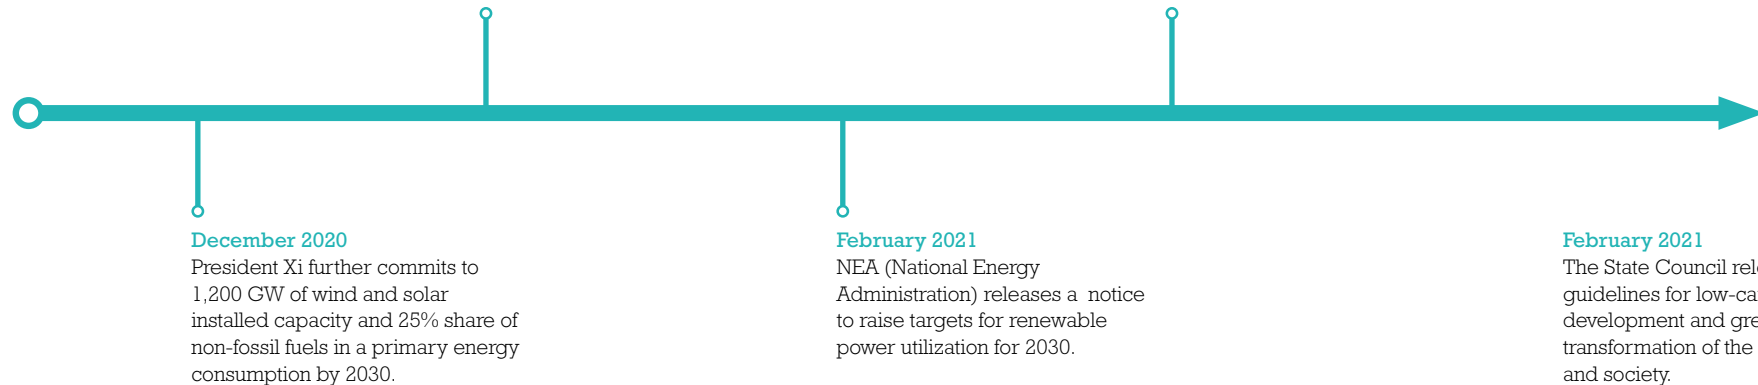 December 2020
President Xi further commits to
1,200 GW of wind and solar
installed capacity and 25% share of
non-fossil fuels in a primary energy
consumption by 2030.
February 2021
NEA (National Energy
Administration) releases a notice
to raise targets for renewable
power utilization for 2030.
February 2021
The State Council
guidelines for
development and
transformation of the
and society.